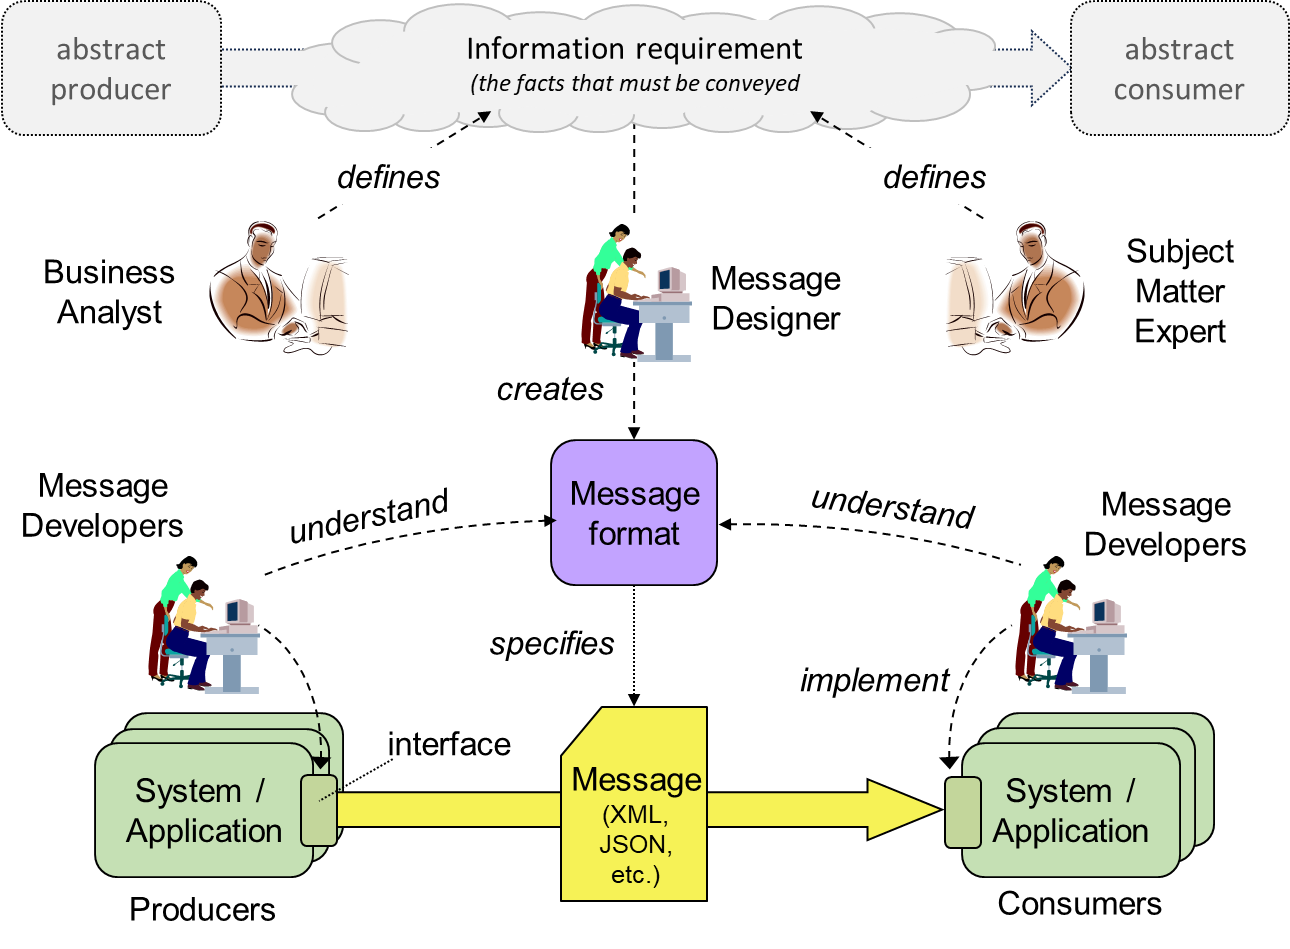 abstract
producer
Information requirement
(the facts that must be conveyed
abstract
consumer
defines
defines
Business
Analyst
Message
Designer
Subject
Matter
Expert
creates
Message
Developers
understand
Message
format
understand
Message
Developers
specifies
implement
interface
System /
Application
Message
(XML,
JSON,
etc.)
System /
Application
Producers
Consumers